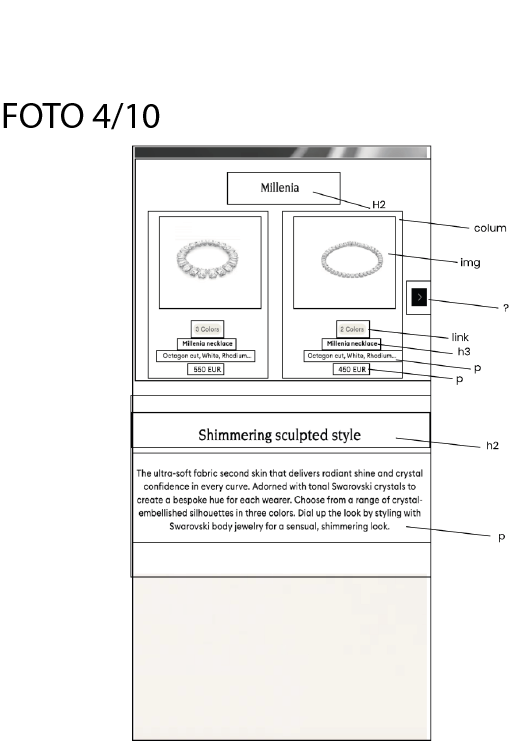 FOTO 4/10
Millenia
H2
colum
img
?
3 Colors
2 Colors
link
Millenia necklace
Millenia necklace
h3
Octagon cut, White, Rhodium...
Octagon cut, White, Rhodium...
p
550 EUR
450 EUR
p
Shimmering sculpted style
h2
The ultra-soft fabric second skin that delivers radiant shine and crystal
confidence in every curve. Adorned with tonal Swarovski crystals to
create a bespoke hue for each wearer. Choose from a range of crystal-
embellished silhouettes in three colors. Dial up the look by styling with
Swarovski body jewelry for a sensual, shimmering look.
p